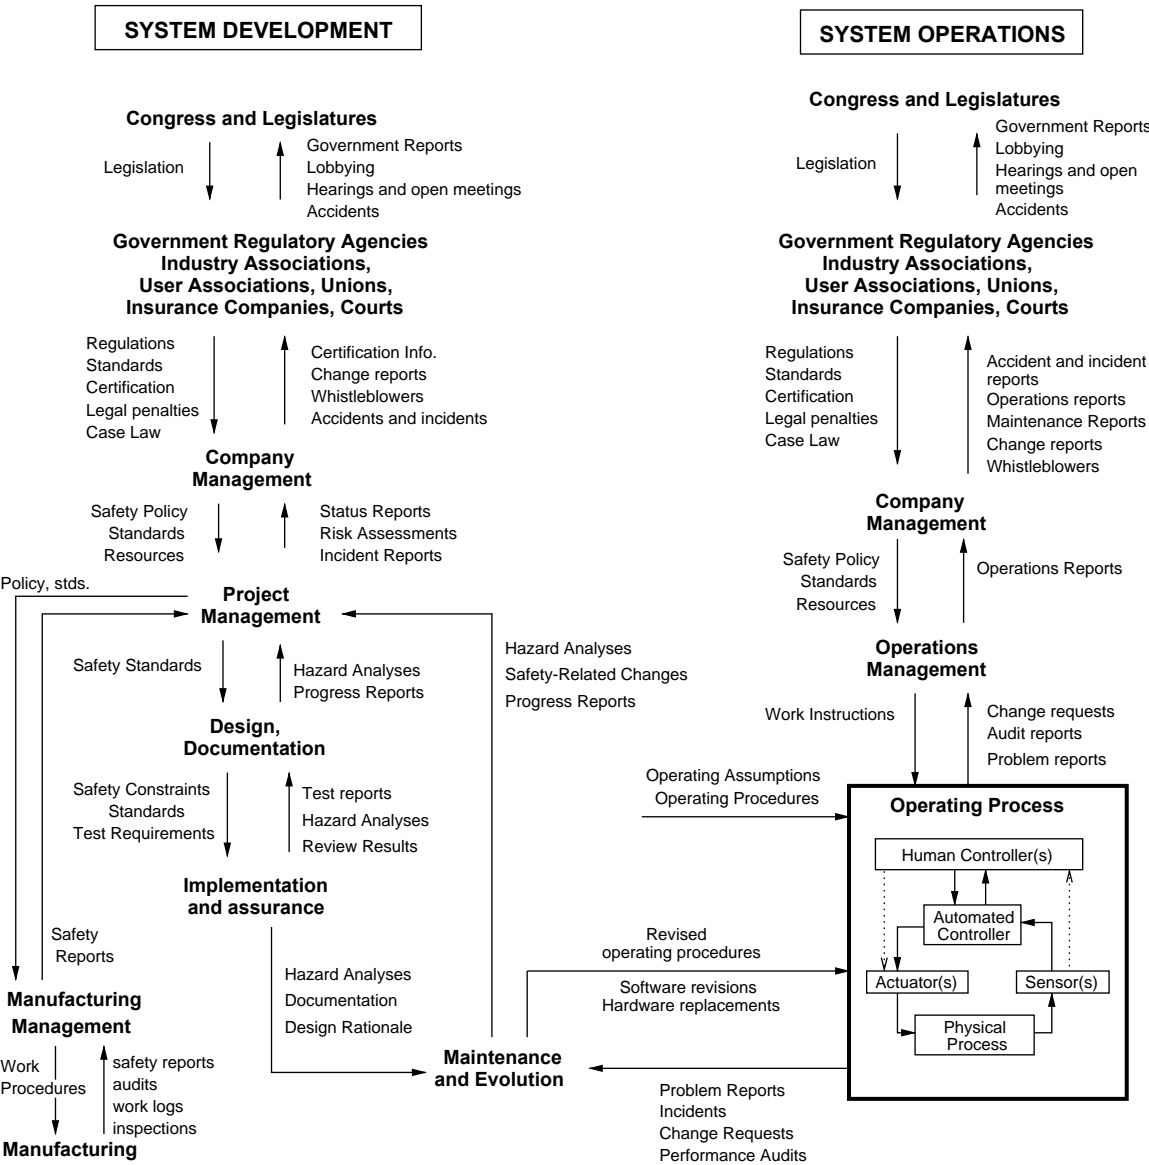 SYSTEM DEVELOPMENT
Congress and Legislatures
Legislation
Government Reports
Lobbying
Hearings and open meetings
Accidents
Government Regulatory Agencies
Industry Associations,
User Associations, Unions,
Insurance Companies, Courts
Regulations
Standards
Certification
Legal penalties
Case Law
Certification Info.
Change reports
Whistleblowers
Accidents and incidents
Company
Management
Safety Policy
Standards
Resources
Status Reports
Risk Assessments
Incident Reports
Policy, stds.
Project
Management
Safety Standards
Hazard Analyses
Progress Reports
Hazard Analyses
Safety-Related Changes
Progress Reports
Design,
Documentation
Safety Constraints
Standards
Test Requirements
Test reports
Hazard Analyses
Review Results
Implementation
and assurance
Safety
Reports
Hazard Analyses
Documentation
Design Rationale
Manufacturing
Management
Work
Procedures
safety reports
audits
work logs
inspections
Manufacturing
Maintenance
and Evolution
SYSTEM OPERATIONS
Congress and Legislatures
Legislation
Government Reports
Lobbying
Hearings and open
meetings
Accidents
Government Regulatory Agencies
Industry Associations,
User Associations, Unions,
Insurance Companies, Courts
Regulations
Standards
Certification
Legal penalties
Case Law
Accident and incident
reports
Operations reports
Maintenance Reports
Change reports
Whistleblowers
Company
Management
Safety Policy
Standards
Resources
Operations Reports
Operations
Management
Work Instructions
Change requests
Audit reports
Problem reports
Operating Assumptions
Operating Procedures
Operating Process
Human Controller(s)
Automated
Controller
Actuator(s)
Sensor(s)
Physical
Process
Revised
operating procedures
Software revisions
Hardware replacements
Problem Reports
Incidents
Change Requests
Performance Audits